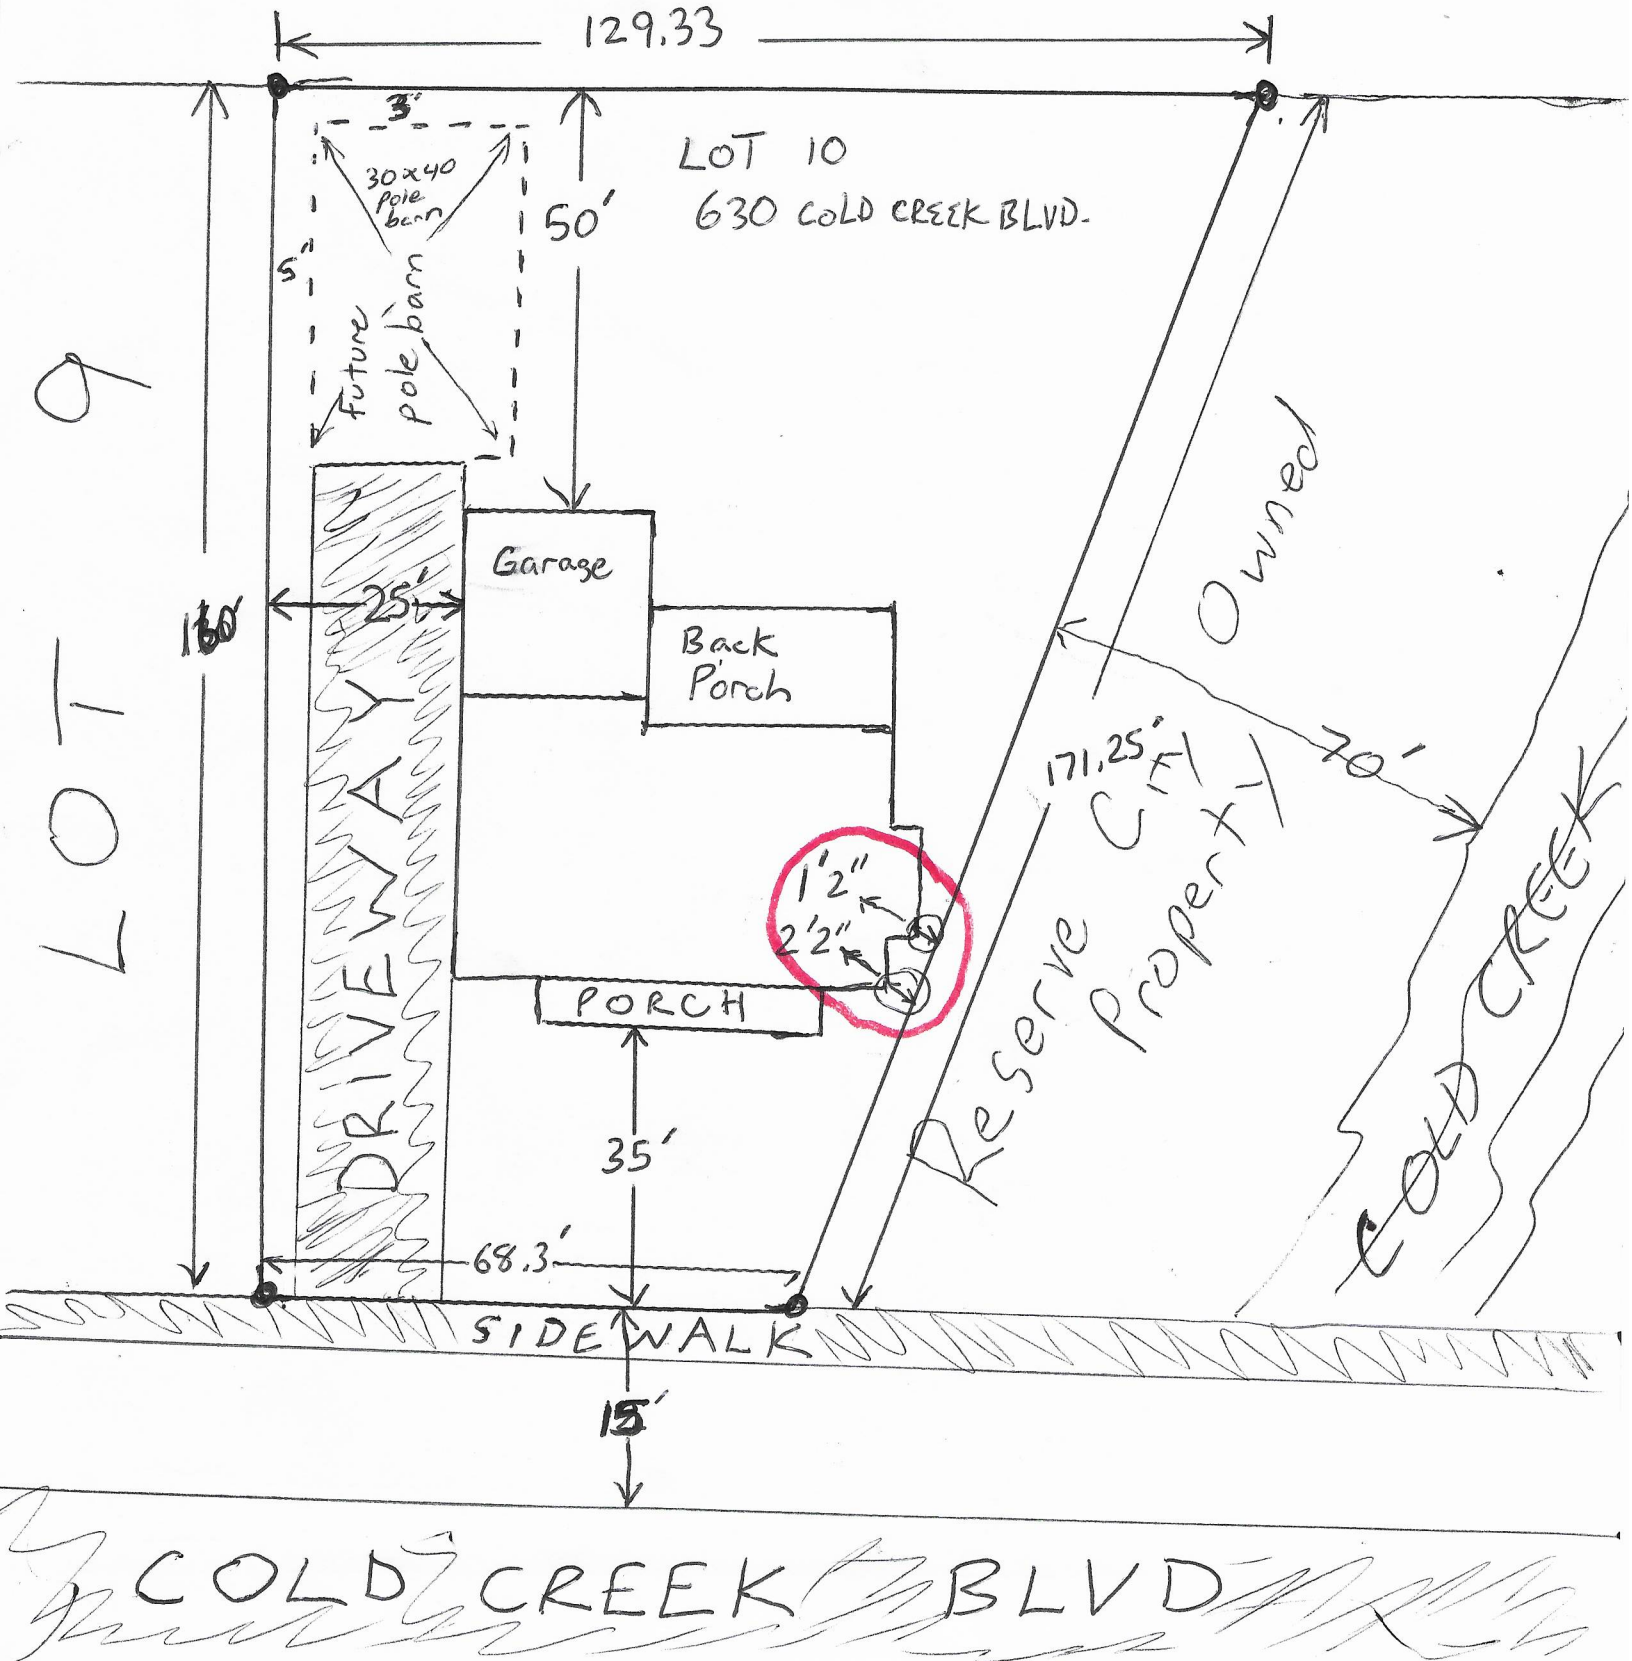 129.33
3'
LOT 10
630 COLD CREEK BLVD.
30x40
Pole
barn
50'
5'
Future
pole barn
LOT 9
Owned
Garage
25'
Back
Porch
70'
171.25'
Reserve City
Property
1'2"
2'2"
DRIVEWAY
PORCH
COLD CREEK
35'
68.3'
SIDEWALK
COLD CREEK BLVD